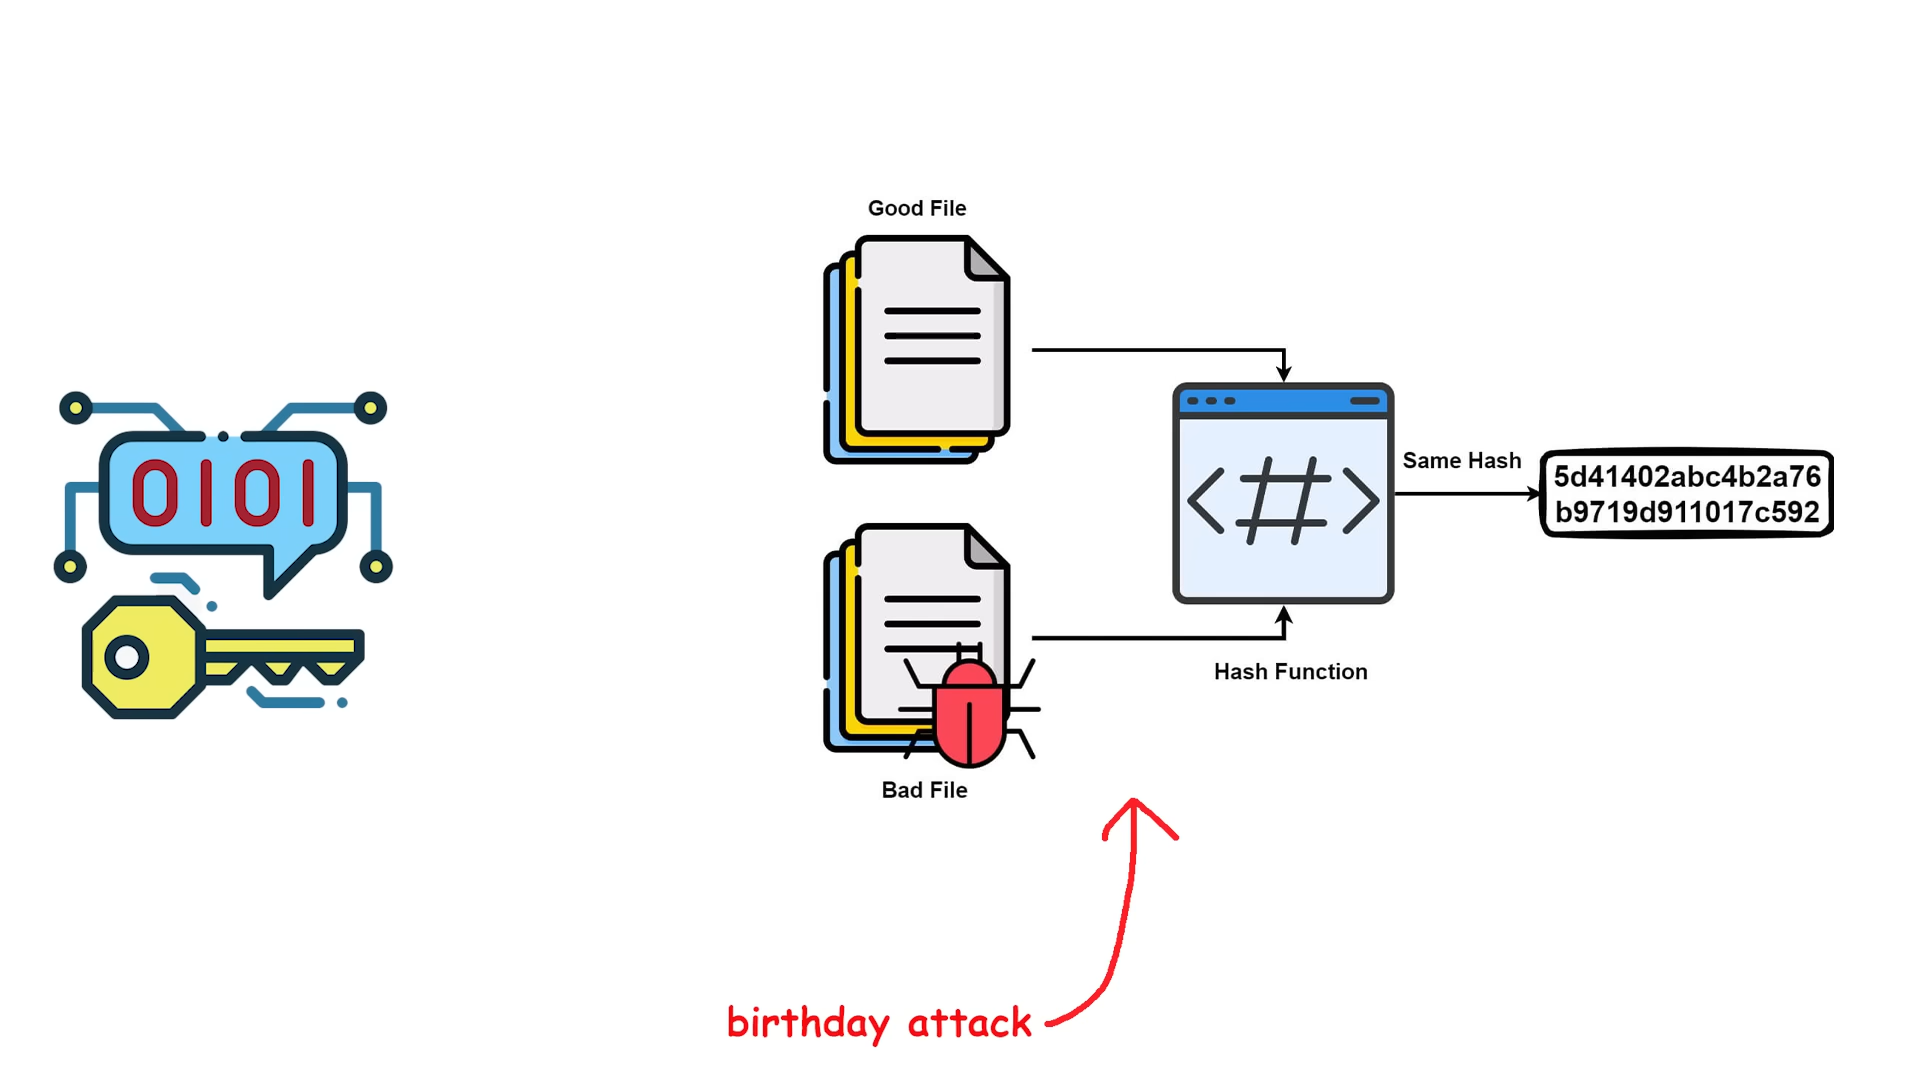 Good File
0101
Same Hash
5d41402abc4b2a76
b9719d911017c592
Hash Function
Bad File
birthday attack